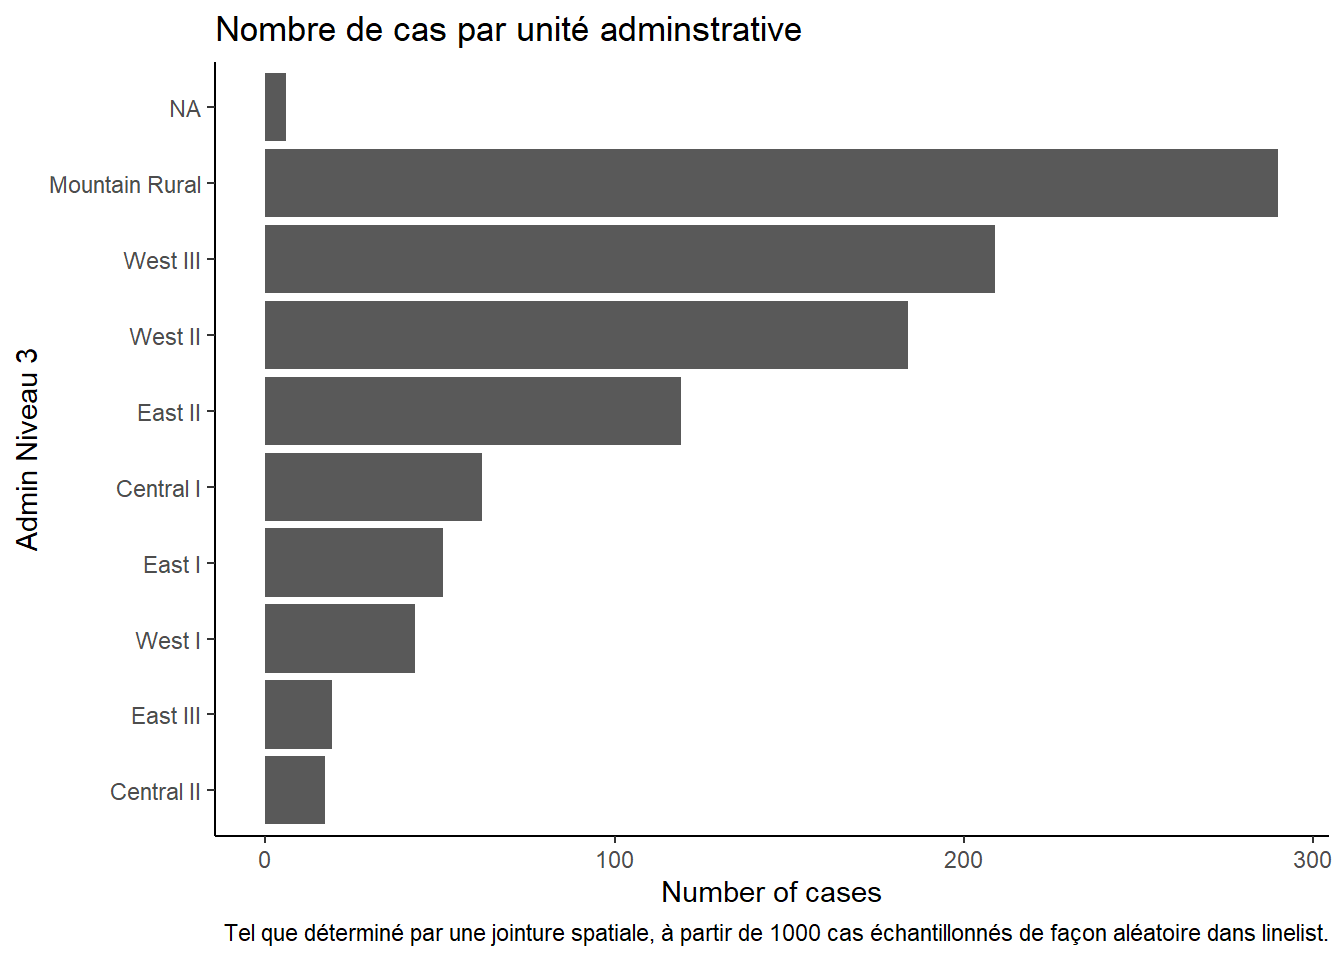 Nombre de cas par unité adminstrative
NA
Mountain Rural
West III
West II
East II
Central I
East I
West I
East III
Central II
Admin Niveau 3
0 100 200 300
Number of cases
Tel que déterminé par une jointure spatiale, à partir de 1000 cas échantillonnés de façon aléatoire dans linelist.